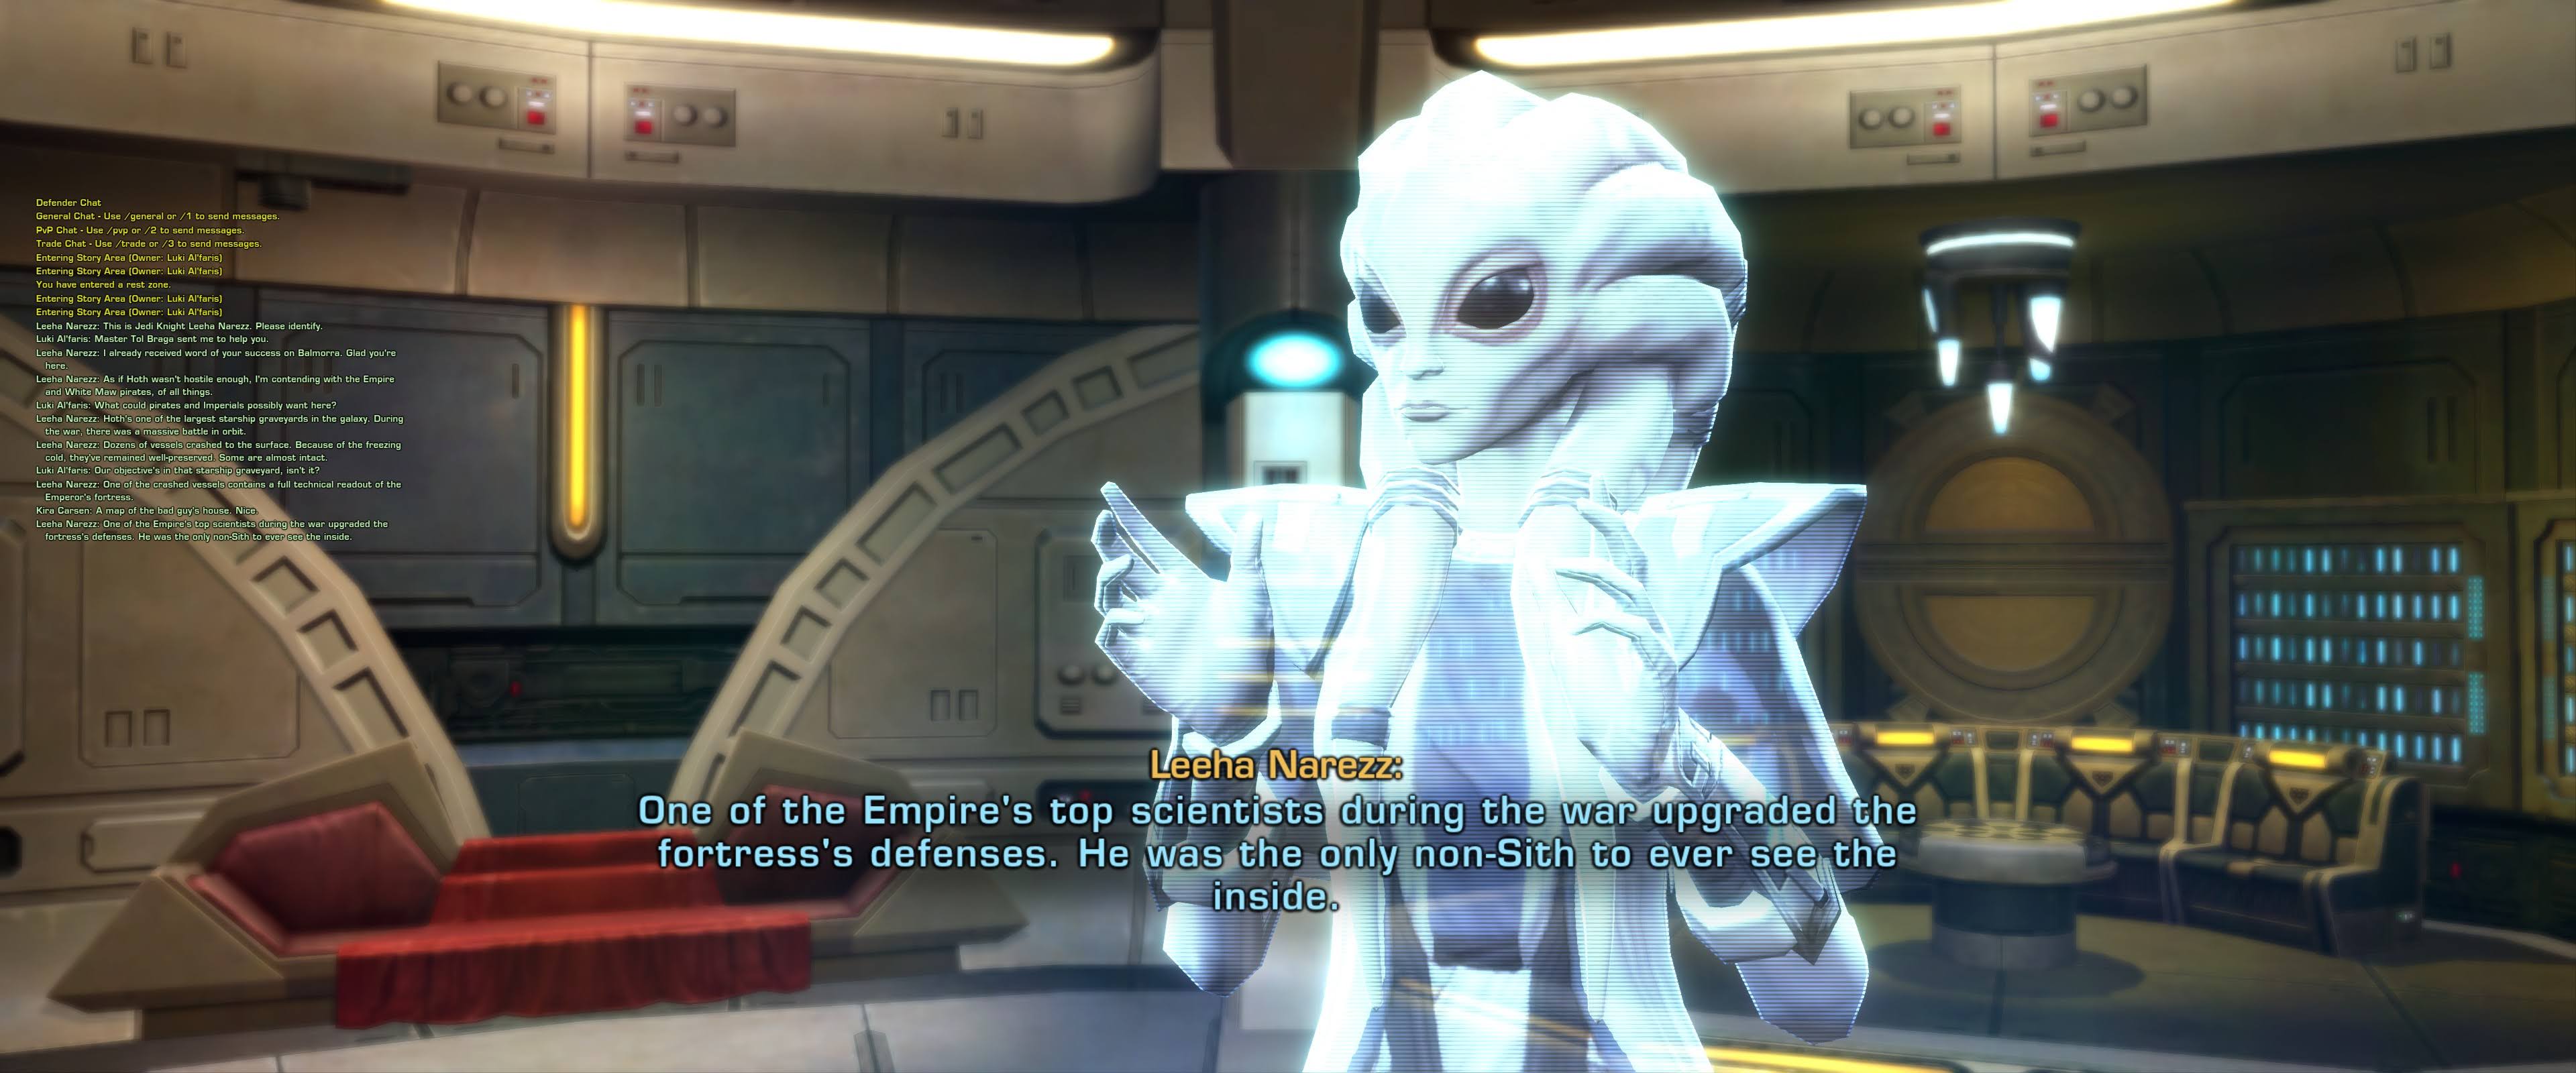 Defender Chat
General Chat - Use /general or /1 to send messages.
PvP Chat - Use /pvp or /2 to send messages.
Trade Chat - Use /trade or /3 to send messages.
Entering Story Area (Owner: Luki Al'faris)
Entering Story Area (Owner: Luki Al'faris)
You have entered a rest zone.
Entering Story Area (Owner: Luki Al'faris)
Entering Story Area (Owner: Luki Al'faris)
Leeha Narezz: This is Jedi Knight Leeha Narezz. Please identify.
Luki Al'faris: Master Tol Braga sent me to help you.
Leeha Narezz: I already received word of your success on Balmorra. Glad you're
here.
Leeha Narezz: As if Hoth wasn't hostile enough, I'm contending with the Empire
and White Maw pirates, of all things.
Luki Al'faris: What could pirates and Imperials possibly want here?
Leeha Narezz: Hoth's one of the largest starship graveyards in the galaxy. During
the war, there was a massive battle in orbit.
Leeha Narezz: Dozens of vessels crashed to the surface. Because of the freezing
cold, they've remained well-preserved. Some are almost intact.
Luki Al'faris: Our objective's in that starship graveyard, isn't it?
Leeha Narezz: One of the crashed vessels contains a full technical readout of the
Emperor's fortress.
Kira Carsen: A map of the bad guy's house. Nice.
Leeha Narezz: One of the Empire's top scientists during the war upgraded the
fortress's defenses. He was the only non-Sith to ever see the inside.
Leeha Narezz:
One of the Empire's top scientists during the war upgraded the
fortress's defenses. He was the only non-Sith to ever see the
inside.